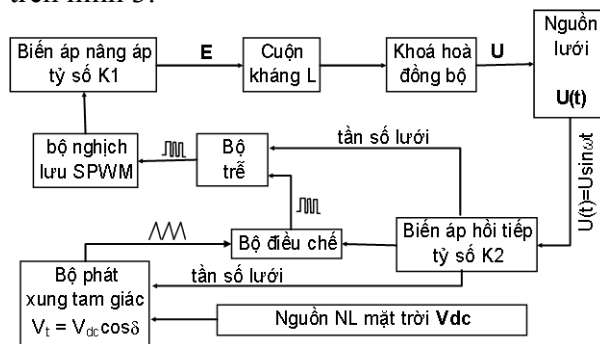 trên hình 3.
Biến áp nâng áp
tỷ số K1
E
Cuộn
kháng L
Khoá hoà
đồng bộ
U
Nguồn
lưới
U(t)
bộ nghịch
lưu SPWM
Bộ
trễ
tần số lưới
U(t)=Usinωt
Bộ điều chế
Biến áp hồi tiếp
tỷ số K2
Bộ phát
xung tam giác
Vt = Vdccosδ
tần số lưới
Nguồn NL mặt trời Vdc